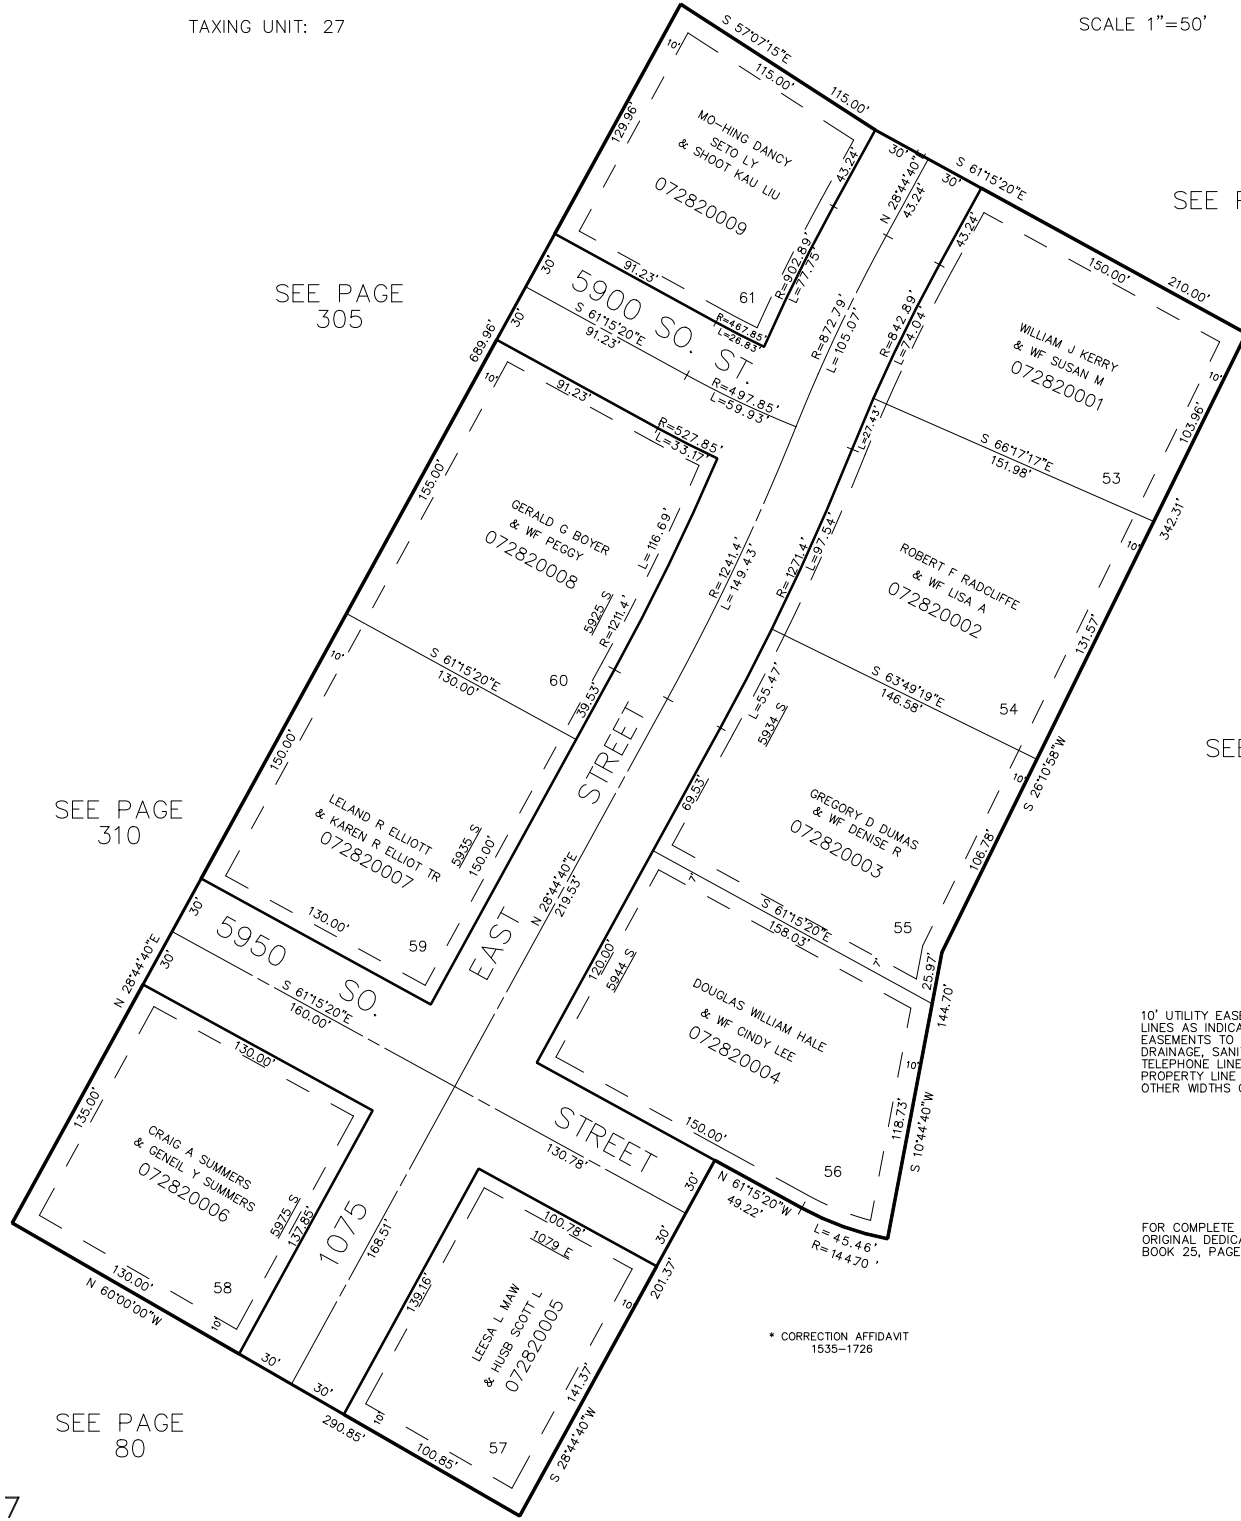 TAXING UNIT: 27
SCALE 1"=50'
S 57°07'15"E
115.00'
115.00'
10'
129.96'
MO-HING DANCY
SETO LY
& SHOOT KAU LIU
072820009
43.24'
91.23'
61
R=902.89'
L=77.75'
R=467.85'
L=26.83'
30'
30'
N 28°44'40"
43.24'
S 61°15'20"E
SEE
43.24'
150.00'
210.00'
WILLIAM J KERRY
& WF SUSAN M
072820001
10'
103.96'
R=842.89'
L=74.04'
R=872.79'
L=105.07'
SEE PAGE
305
30'
30'
689.96'
5900 SO. ST.
S 61°15'20"E
91.23'
R=497.85'
L=59.93'
L=27.43'
S 66°17'17"E
151.98'
53
342.31'
10'
91.23'
R=527.85'
L=33.17'
155.00'
GERALD G BOYER
& WF PEGGY
072820008
L= 116.69'
5925 S
R=1211.4'
R=1241.4'
L=149.43'
R=1271.4'
L=97.54'
ROBERT F RADCLIFFE
& WF LISA A
072820002
10'
131.57'
S 61°15'20"E
130.00'
60
39.53'
L=55.47'
5934 S
S 63°49'19"E
146.58'
54
10'
S 26°10'58"W
SEE
10'
150.00'
LELAND R ELLIOTT
& KAREN R ELLIOT TR
072820007
5935 S
150.00'
STREET
69.53'
GREGORY D DUMAS
& WF DENISE R
072820003
106.78'
SEE PAGE
310
130.00'
59
EAST
N 28°44'40"E
219.53'
7
S 61°15'20"E
158.03'
7
55
25.97'
144.70'
30'
30'
N 28°44'40"E
5950 SO.
S 61°15'20"E
160.00'
120.00'
5944 S
DOUGLAS WILLIAM HALE
& WF CINDY LEE
072820004
10'
118.73'
S 10°44'40"W
10' UTILITY
LINES AS
EASEMENTS TO
DRAINAGE,
TELEPHONE
PROPERTY LINE
OTHER WIDTHS
130.00'
135.00'
CRAIG A SUMMERS
& GENEIL Y SUMMERS
072820006
5975 S
137.85'
STREET
130.78'
150.00'
56
30'
30'
N 61°15'20"W
49.22'
L= 45.46'
R=144.70 '
FOR COMPLETE
ORIGINAL
BOOK 25, PAGE
130.00'
58
10'
N 60°00'00"W
1075
168.51'
139.16'
100.78'
1079 E
LEESA L MAW
& HUSB SCOTT L
072820005
10'
201.37'
141.37'
* CORRECTION AFFIDAVIT
1535-1726
30'
30'
290.85'
10'
100.85'
57
S 28°44'40"W
SEE PAGE
80
7